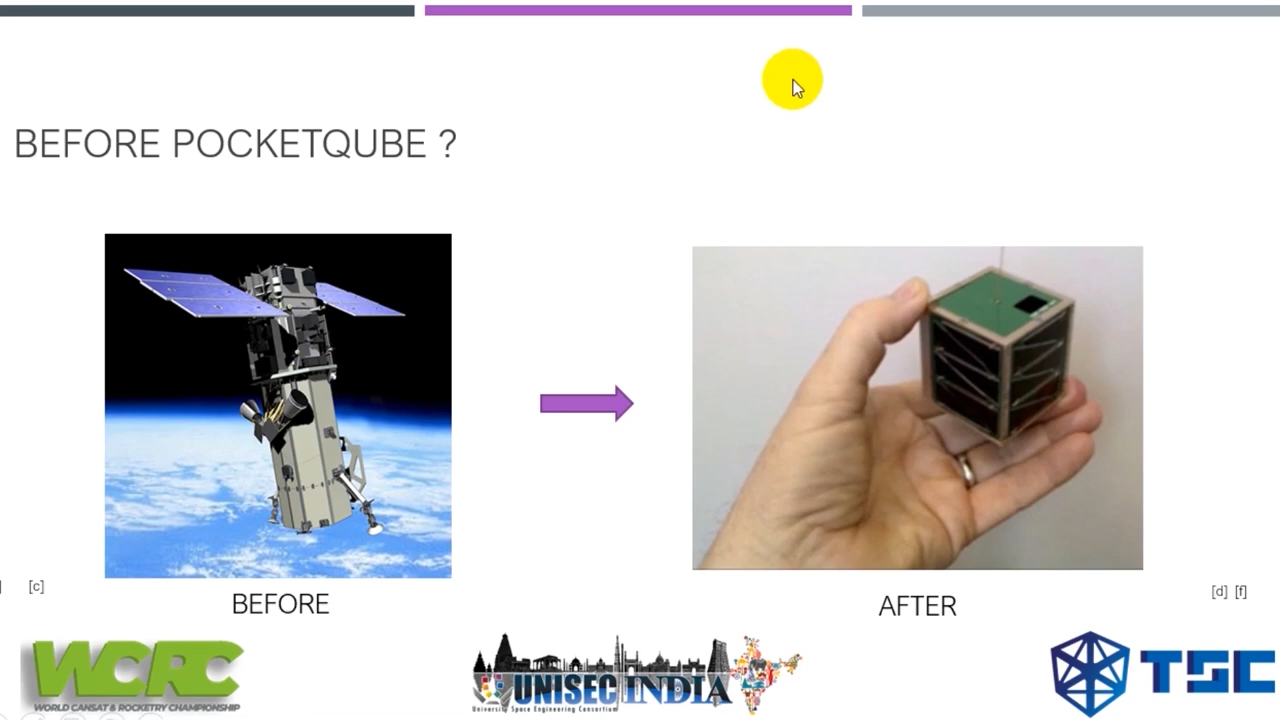 BEFORE POCKETQUBE ?
[c]
[d] [f]
BEFORE
AFTER
WCRC
WORLD CANSAT & ROCKETRY CHAMPIONSHIP
UNISEC INDIA
University Space Engineering Consortium
TSC